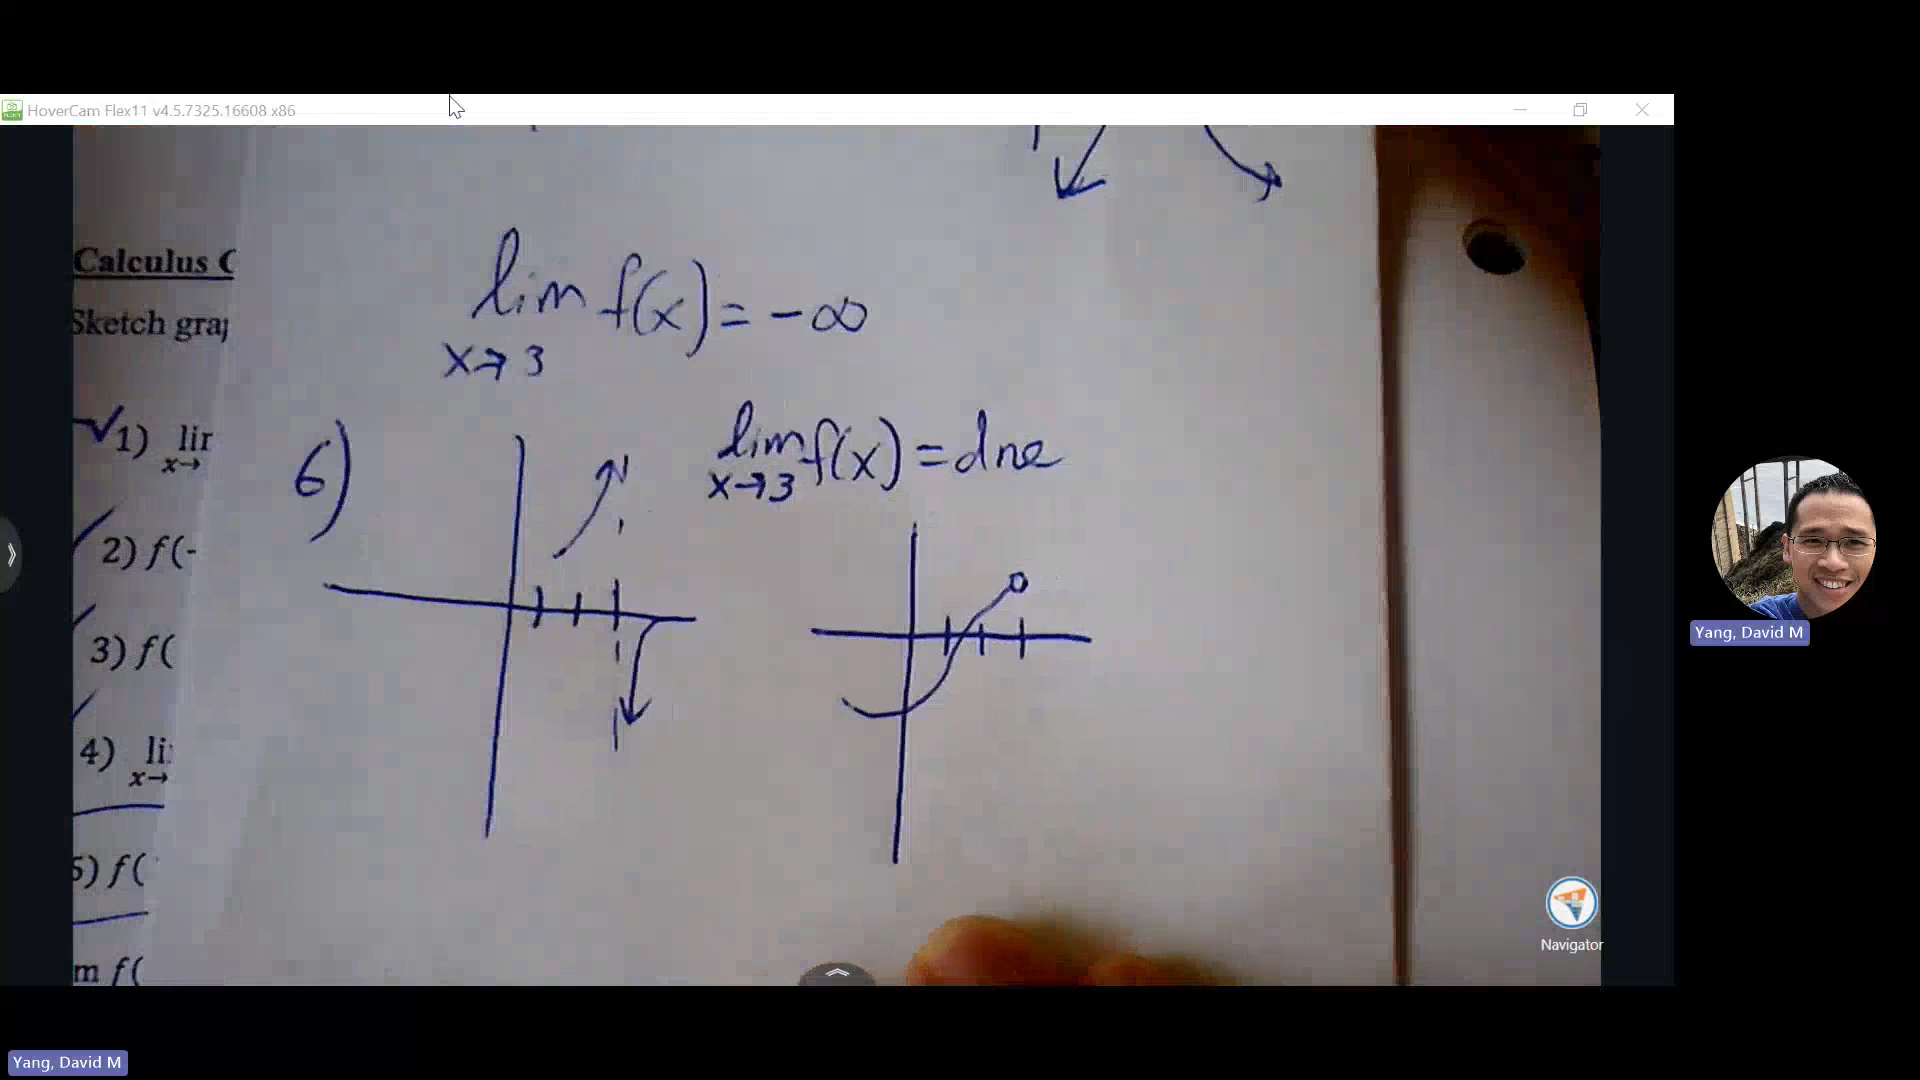 HoverCam Flex11 v4.5.7325.16608 x86
Calculus C
Sketch gra
lim f(x) = -∞
x→3
1) lim
x→
6)
lim f(x) = dne
x→3
2) f(-
3) f(
4) li
x→
5) f(
m f(
Navigator
Yang, David M
Yang, David M